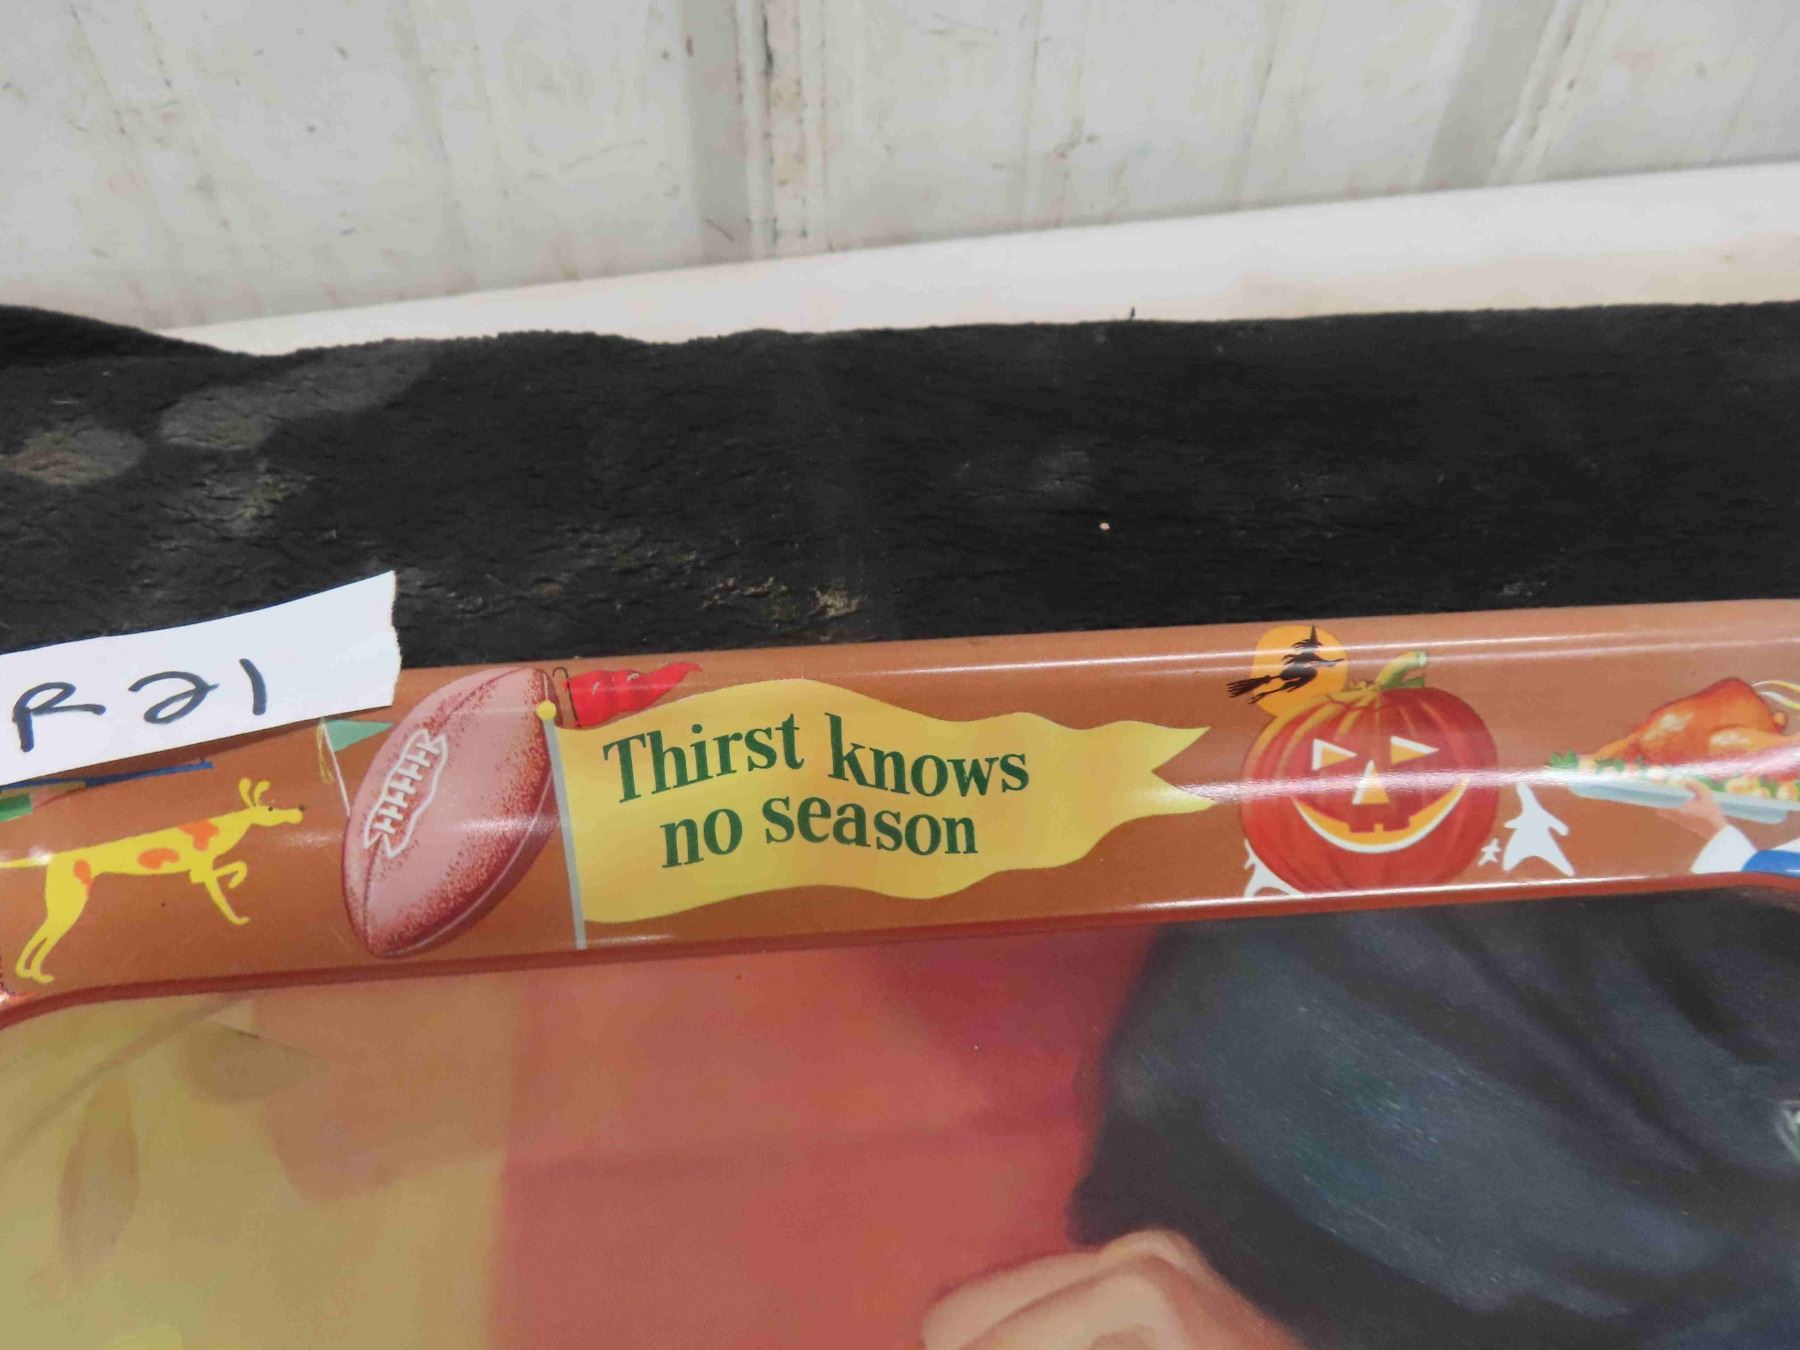 R21
Thirst knows
no season